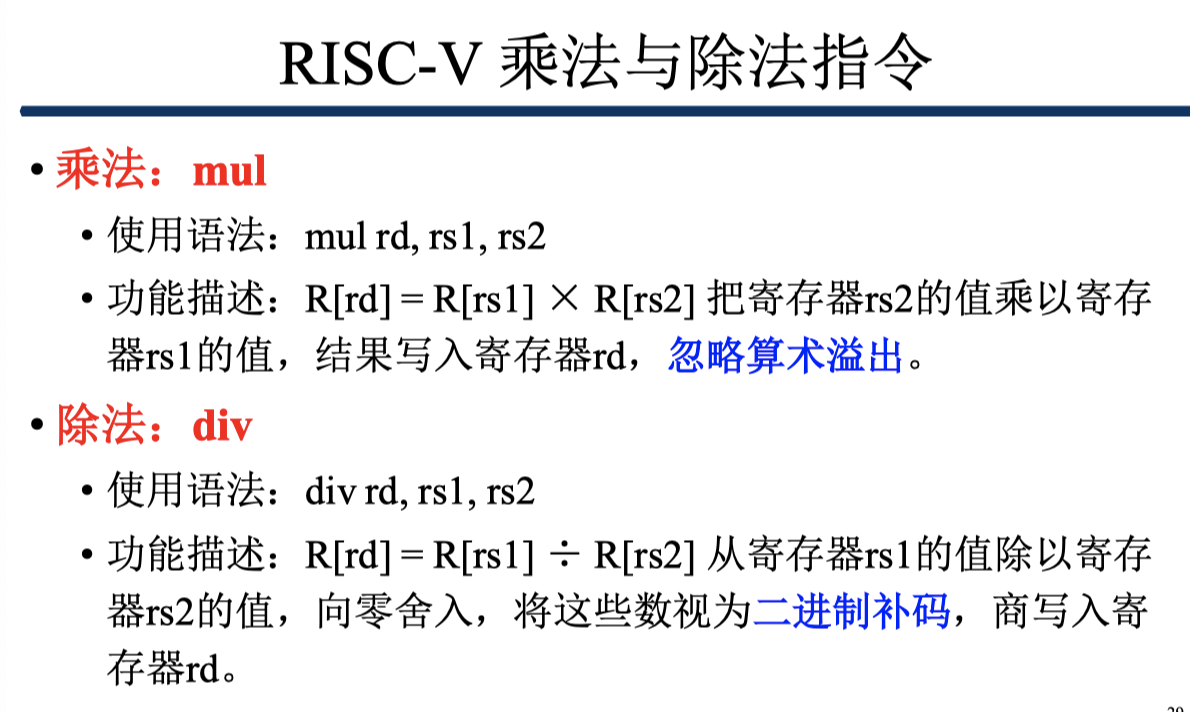 RISC-V 乘法与除法指令
• 乘法：mul
• 使用语法：mul rd, rs1, rs2
• 功能描述：R[rd] = R[rs1] × R[rs2] 把寄存器rs2的值乘以寄存
器rs1的值，结果写入寄存器rd，忽略算术溢出。
• 除法：div
• 使用语法：div rd, rs1, rs2
• 功能描述：R[rd] = R[rs1] ÷ R[rs2] 从寄存器rs1的值除以寄存
器rs2的值，向零舍入，将这些数视为二进制补码，商写入寄
存器rd。